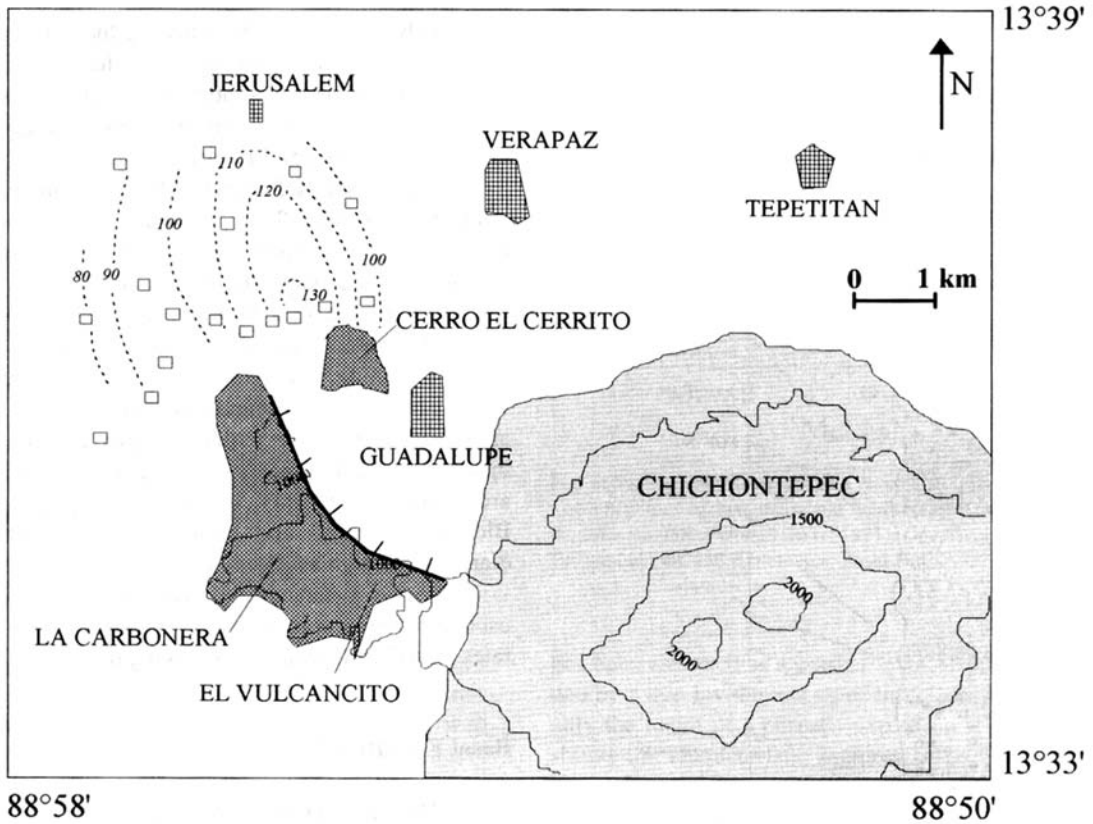 13°39'
N
JERUSALEM
VERAPAZ
TEPETITAN
110
120
100
100
80
90
130
0 1 km
CERRO EL CERRITO
GUADALUPE
CHICHONTEPEC
1000
1500
1000
2000
2000
LA CARBONERA
EL VULCANCITO
13°33'
88°58'
88°50'